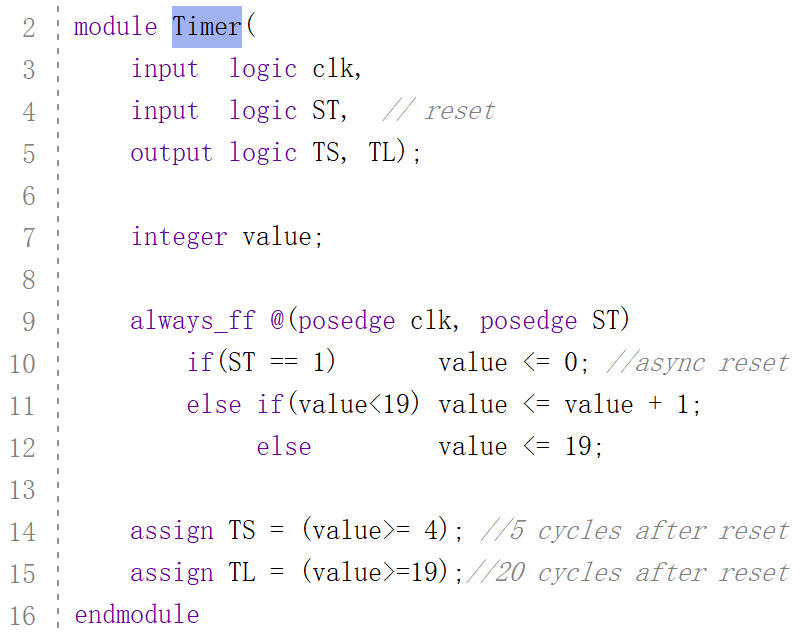 2 module Timer(
3     input  logic clk,
4     input  logic ST,  // reset
5     output logic TS, TL);
6
7     integer value;
8
9     always_ff @(posedge clk, posedge ST)
10        if(ST == 1)       value <= 0; //async reset
11        else if(value<19) value <= value + 1;
12             else         value <= 19;
13
14    assign TS = (value>= 4); //5 cycles after reset
15    assign TL = (value>=19);//20 cycles after reset
16 endmodule